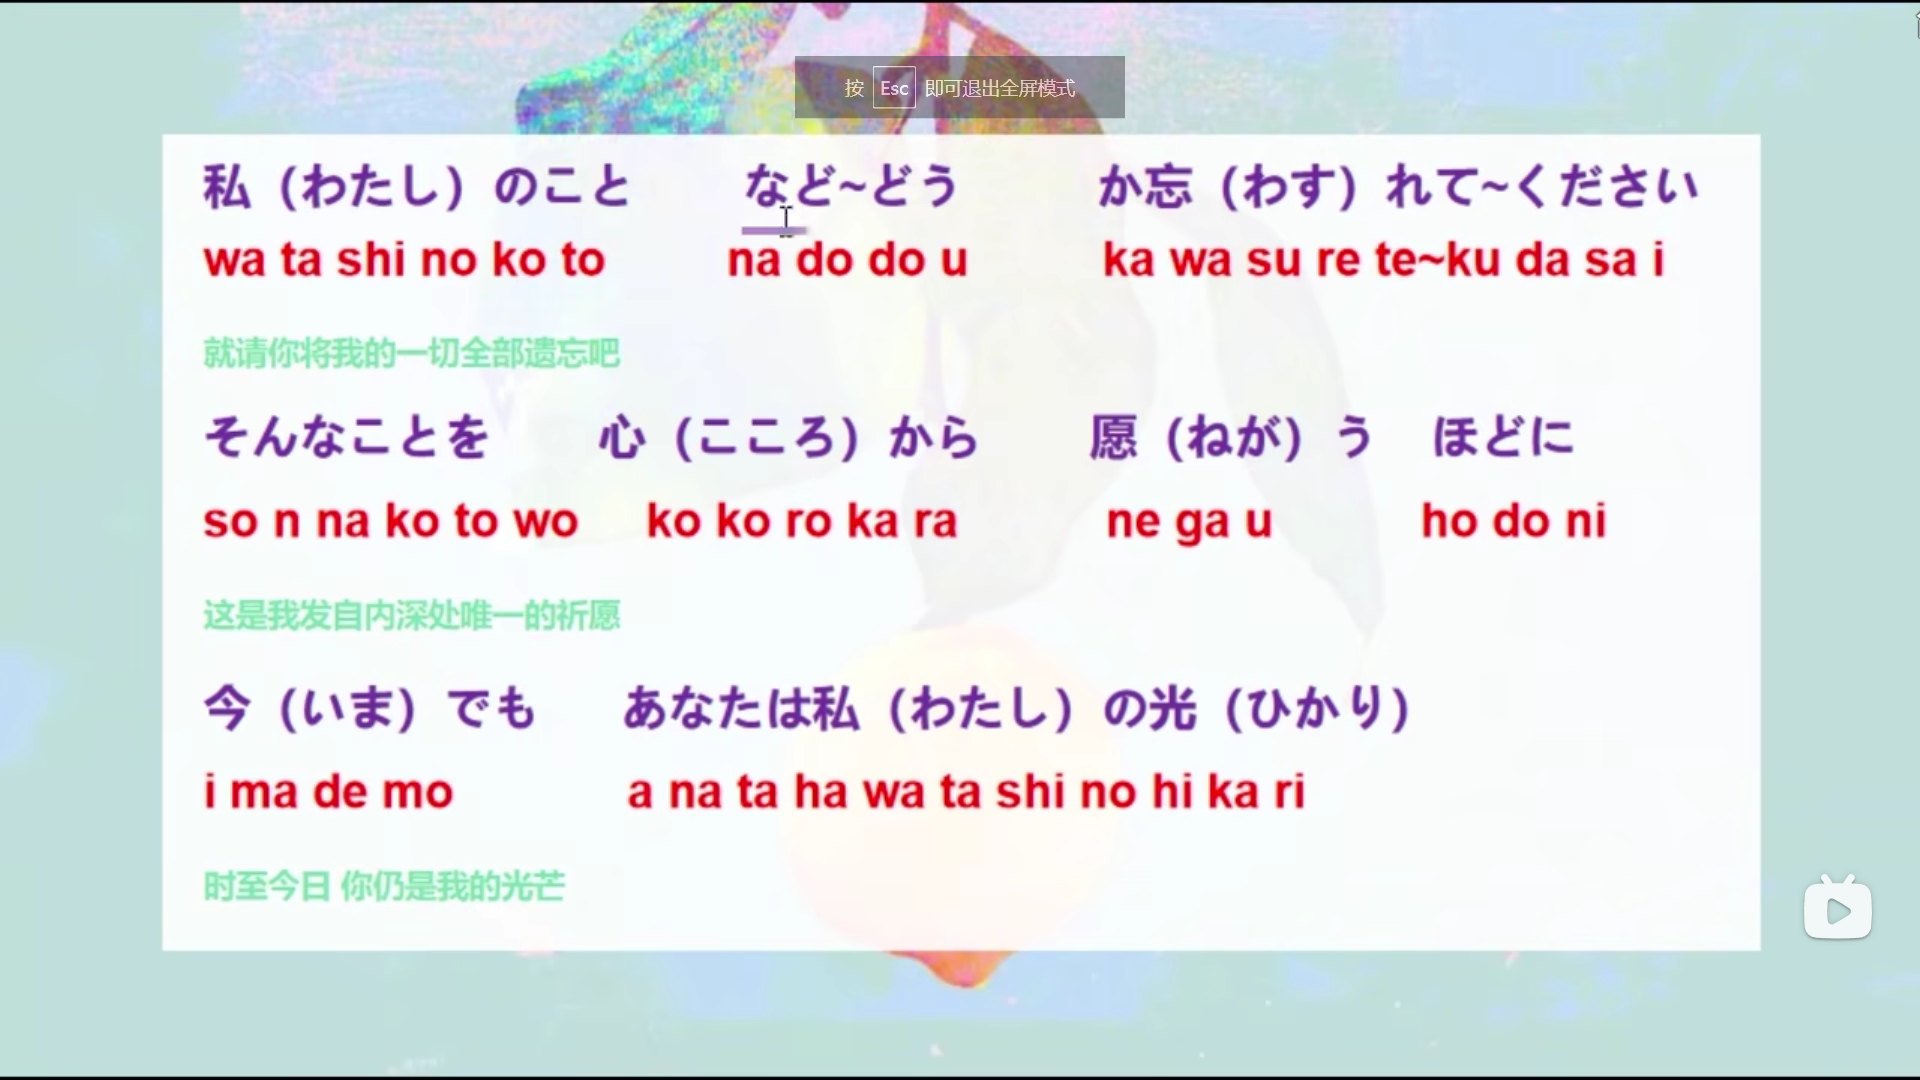 按 Esc 即可退出全屏模式
私（わたし）のこと など~どう か忘（わす）れて~ください
wa ta shi no ko to na do do u ka wa su re te~ku da sa i
就请你将我的一切全部遗忘吧
そんなことを 心（こころ）から 愿（ねが）う ほどに
so n na ko to wo ko ko ro ka ra ne ga u ho do ni
这是我发自内深处唯一的祈愿
今（いま）でも あなたは私（わたし）の光（ひかり）
i ma de mo a na ta ha wa ta shi no hi ka ri
时至今日 你仍是我的光芒